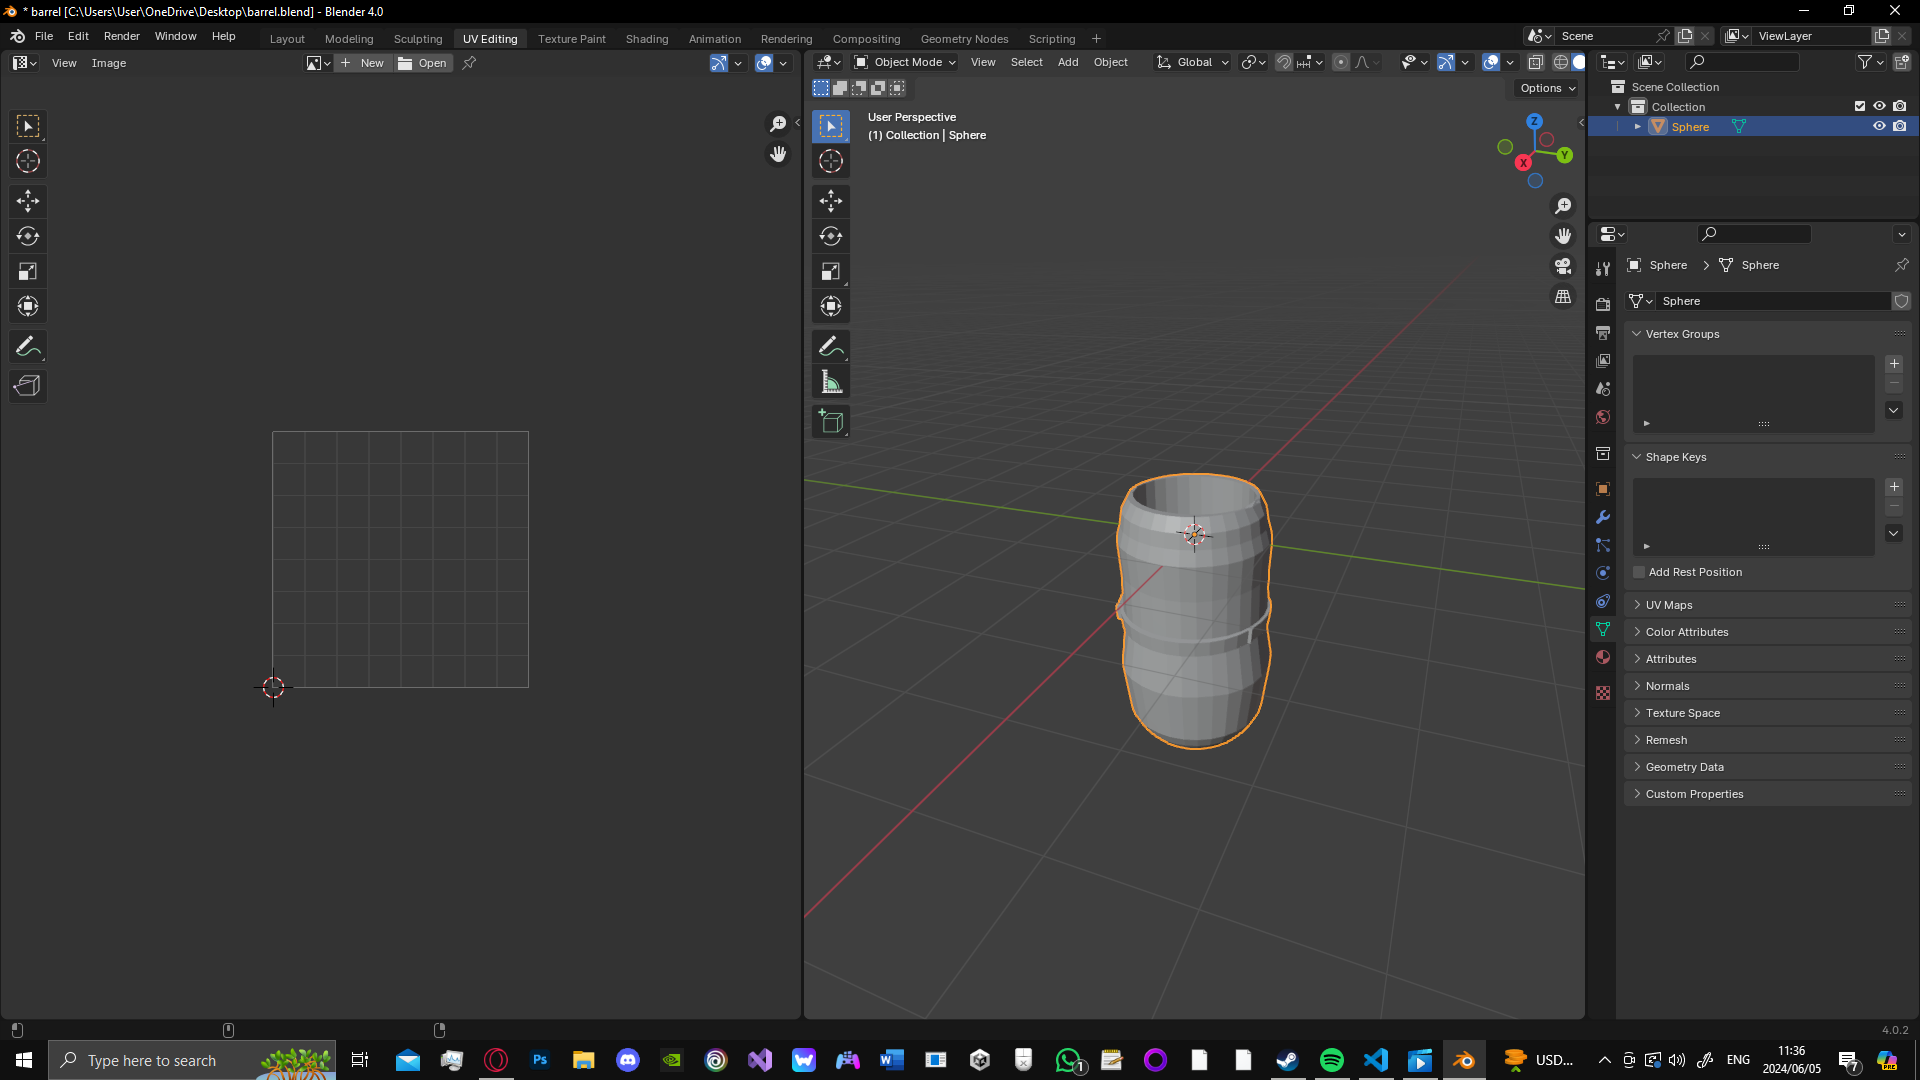 * barrel [C:\Users\User\OneDrive\Desktop\barrel.blend] - Blender 4.0
File Edit Render Window Help
Layout Modeling Sculpting UV Editing Texture Paint Shading Animation Rendering Compositing Geometry Nodes Scripting
Scene
ViewLayer
View Image
New
Open
Object Mode
View Select Add Object
Global
Options
User Perspective
(1) Collection | Sphere
Z
Y
X
Scene Collection
Collection
Sphere
Sphere
Sphere
Sphere
Vertex Groups
Shape Keys
Add Rest Position
UV Maps
Color Attributes
Attributes
Normals
Texture Space
Remesh
Geometry Data
Custom Properties
4.0.2
Type here to search
Ps
1
USD...
ENG
11:36
2024/06/05
7
PRE